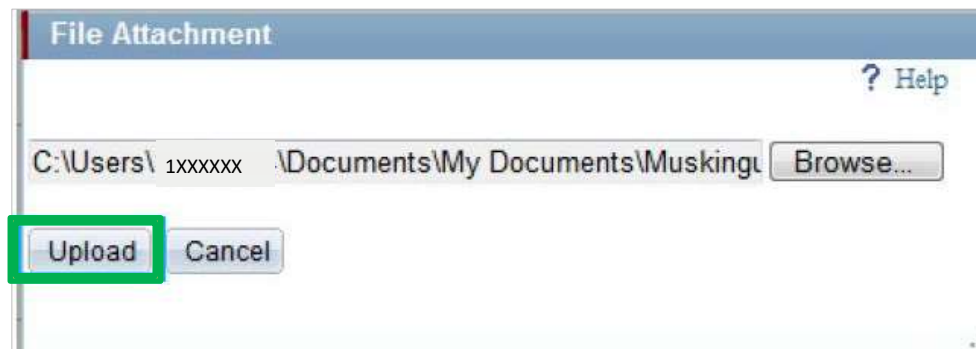 File Attachment
? Help
C:\Users\ 1XXXXXX \Documents\My Documents\Muskingu Browse...
Upload Cancel